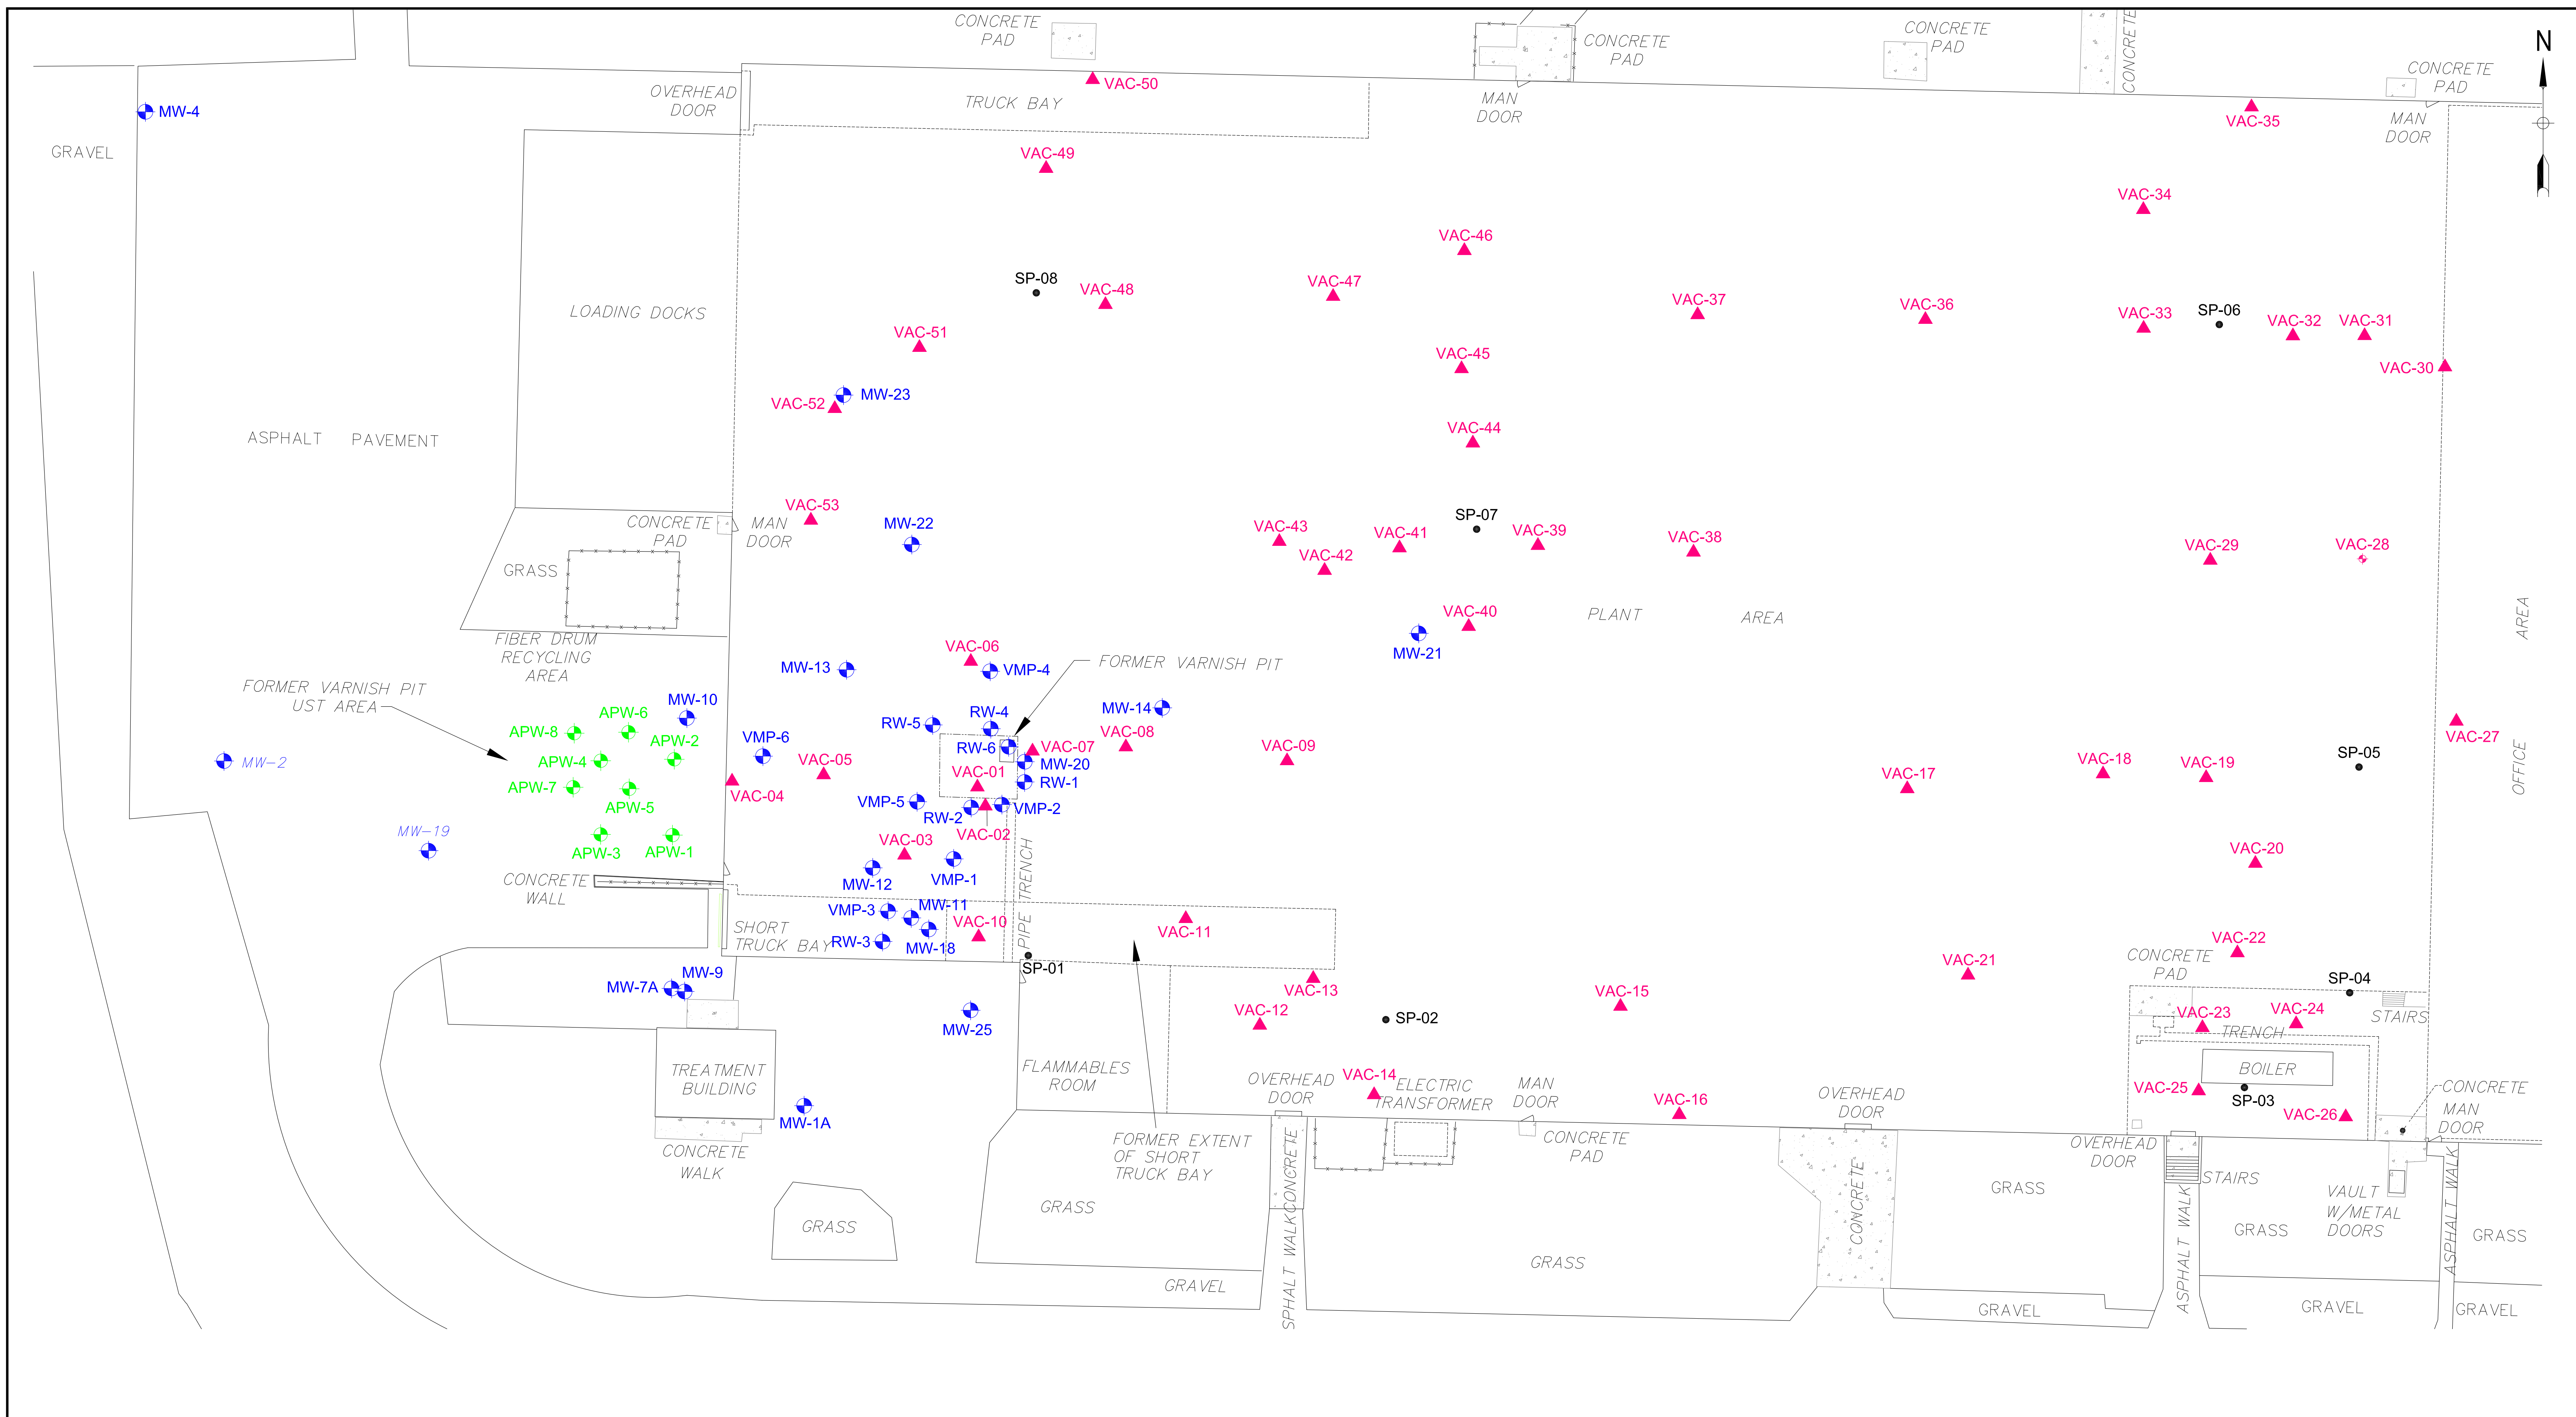 CONCRETE
PAD
CONCRETE
PAD
CONCRETE
PAD
CONCRETE
N
CONCRETE
PAD
OVERHEAD
DOOR
TRUCK BAY
VAC-50
MAN
DOOR
MAN
DOOR
VAC-35
MW-4
GRAVEL
VAC-49
VAC-34
VAC-46
SP-08
VAC-48
VAC-47
VAC-37
VAC-36
VAC-33
SP-06
VAC-32
VAC-31
LOADING DOCKS
VAC-51
VAC-45
VAC-30
VAC-52
MW-23
ASPHALT PAVEMENT
VAC-44
VAC-53
CONCRETE
PAD
MAN
DOOR
MW-22
SP-07
VAC-43
VAC-42
VAC-41
VAC-39
VAC-38
VAC-29
VAC-28
GRASS
VAC-40
PLANT AREA
OFFICE AREA
FIBER DRUM
RECYCLING
AREA
MW-21
VAC-06
VMP-4
MW-13
FORMER VARNISH PIT
FORMER VARNISH PIT
UST AREA
MW-10
MW-14
RW-5
RW-4
APW-6
APW-8
APW-2
VMP-6
RW-6
VAC-07
VAC-08
VAC-09
VAC-27
MW-2
APW-4
MW-20
VAC-05
VAC-01
RW-1
VAC-17
VAC-18
VAC-19
SP-05
APW-7
APW-5
VAC-04
VMP-5
RW-2
VMP-2
VAC-02
MW-19
APW-3
APW-1
VAC-03
VAC-20
MW-12
VMP-1
PIPE TRENCH
CONCRETE
WALL
VMP-3
MW-11
VAC-10
VAC-11
SHORT
TRUCK BAY
RW-3
MW-18
SP-01
VAC-22
CONCRETE
PAD
VAC-21
SP-04
MW-9
MW-7A
VAC-13
VAC-12
SP-02
VAC-15
MW-25
VAC-23
VAC-24
STAIRS
TRENCH
BOILER
TREATMENT
BUILDING
FLAMMABLES
ROOM
OVERHEAD
DOOR
VAC-14
ELECTRIC
TRANSFORMER
MAN
DOOR
VAC-16
OVERHEAD
DOOR
VAC-25
SP-03
VAC-26
CONCRETE
MAN
DOOR
MW-1A
FORMER EXTENT
OF SHORT
TRUCK BAY
CONCRETE
PAD
OVERHEAD
DOOR
CONCRETE
WALK
CONCRETE
SPHALT WALK
CONCRETE
GRASS
ASPHALT WALK
STAIRS
VAULT
W/METAL
DOORS
ASPHALT WALK
GRASS
GRASS
GRASS
GRASS
GRASS
GRAVEL
GRAVEL
GRAVEL
GRAVEL